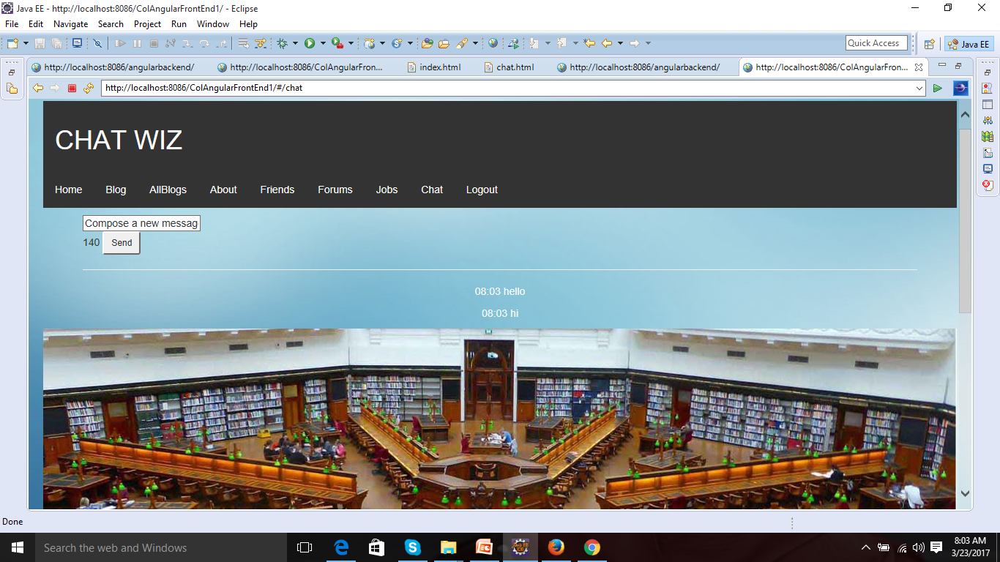 Java EE - http://localhost:8086/ColAngularFrontEnd1/ - Eclipse
File Edit Navigate Search Project Run Window Help
Quick Access Java EE
http://localhost:8086/angularbackend/ http://localhost:8086/ColAngularFron... index.html chat.html http://localhost:8086/angularbackend/ http://localhost:8086/ColAngularFron...
http://localhost:8086/ColAngularFrontEnd1/#/chat
CHAT WIZ
Home Blog AllBlogs About Friends Forums Jobs Chat Logout
Compose a new messag
140 Send
08:03 hello
08:03 hi
Done
Search the web and Windows
JAVA EE
IDE
8:03 AM
3/23/2017